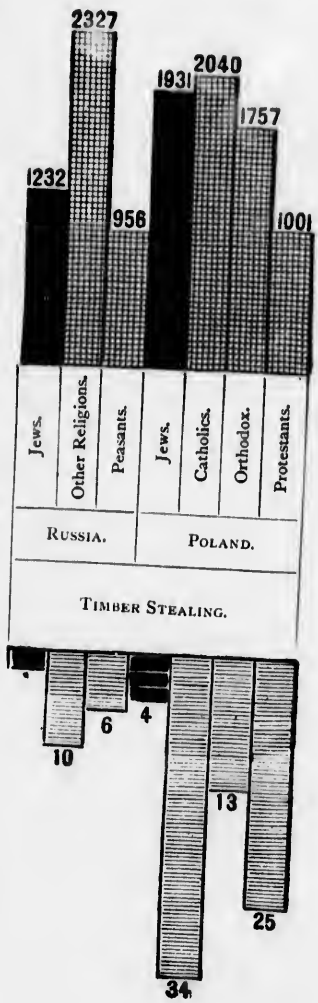 2327
1931
2040
1757
1232
956
1001
Jews.
Other Religions.
Peasants.
Jews.
Catholics.
Orthodox.
Protestants.
RUSSIA.
POLAND.
TIMBER STEALING.
10
6
4
34
13
25